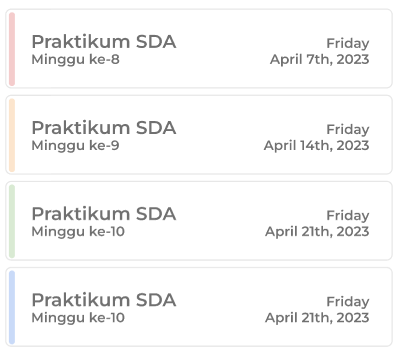 Praktikum SDA
Minggu ke-8
Friday
April 7th, 2023
Praktikum SDA
Minggu ke-9
Friday
April 14th, 2023
Praktikum SDA
Minggu ke-10
Friday
April 21th, 2023
Praktikum SDA
Minggu ke-10
Friday
April 21th, 2023